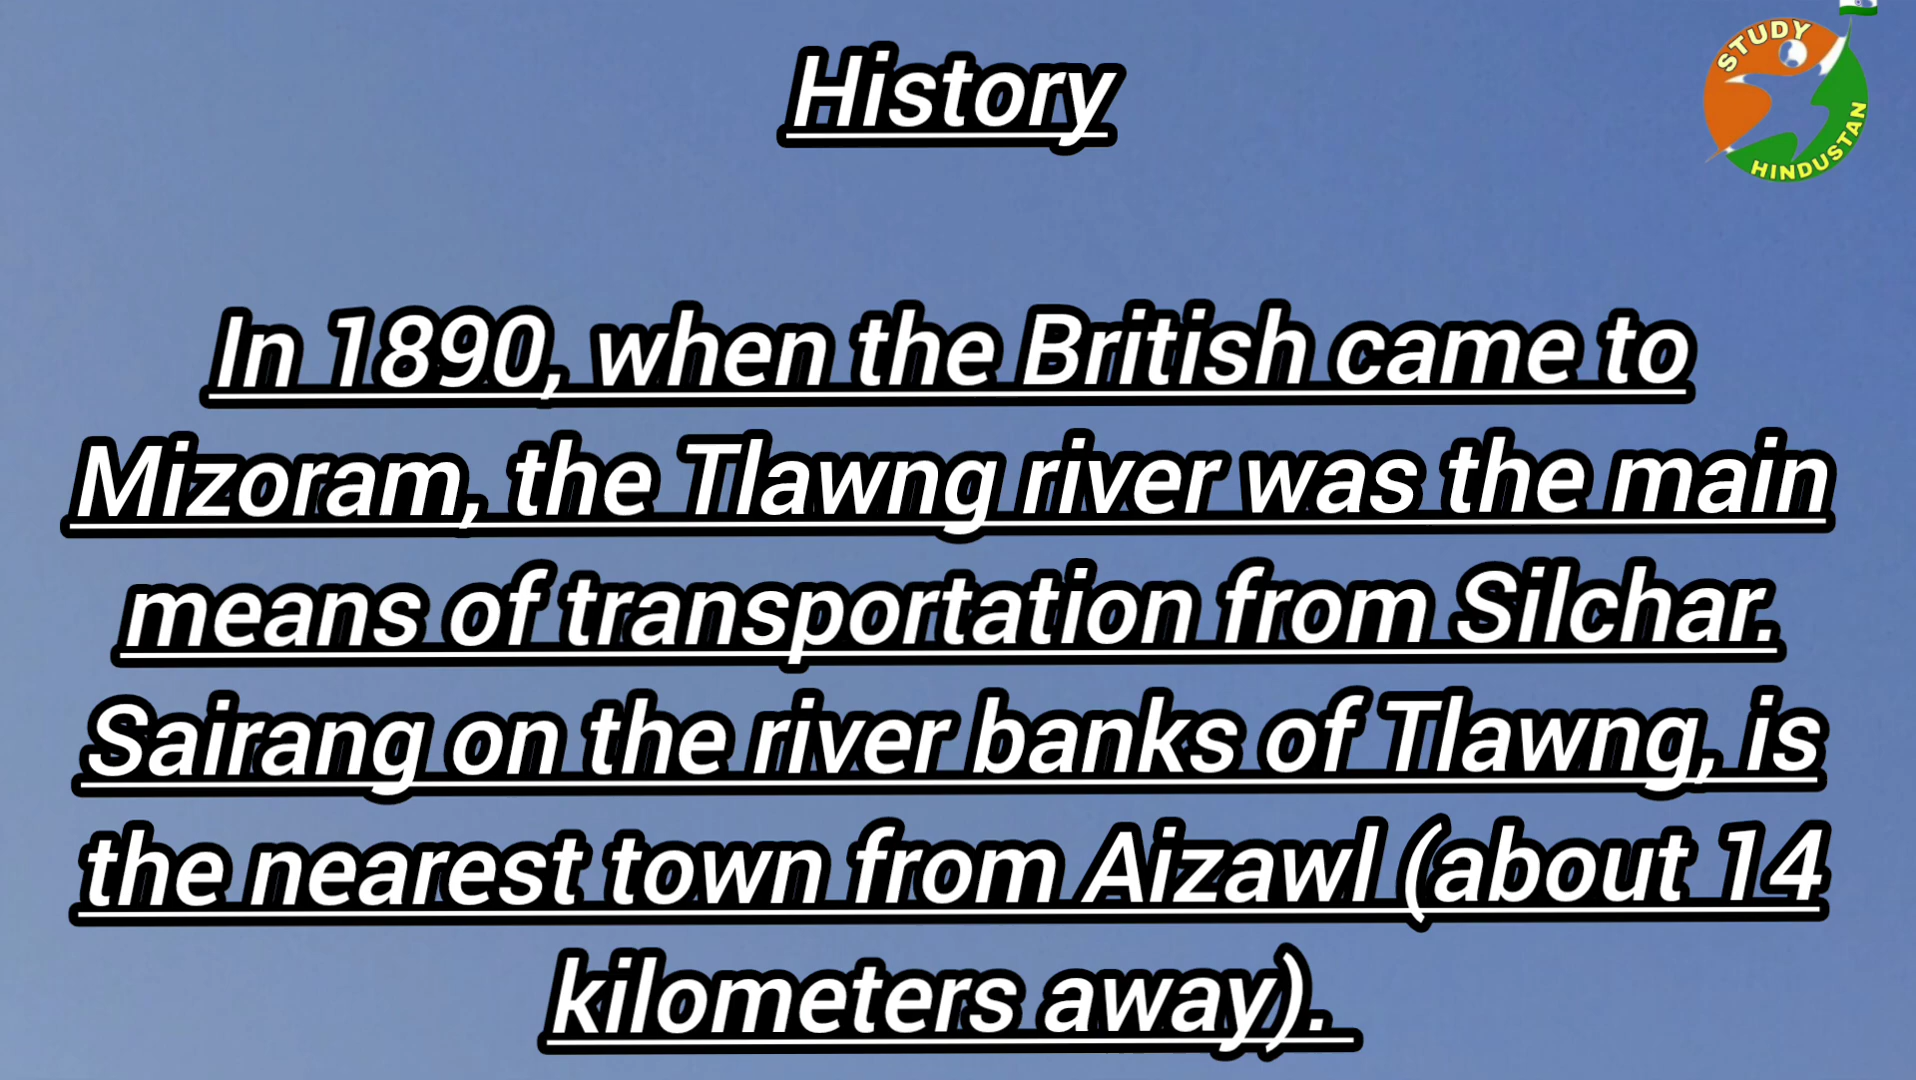 History
STUDY
HINDUSTAN
In 1890, when the British came to
Mizoram, the Tlawng river was the main
means of transportation from Silchar.
Sairang on the river banks of Tlawng, is
the nearest town from Aizawl (about 14
kilometers away).